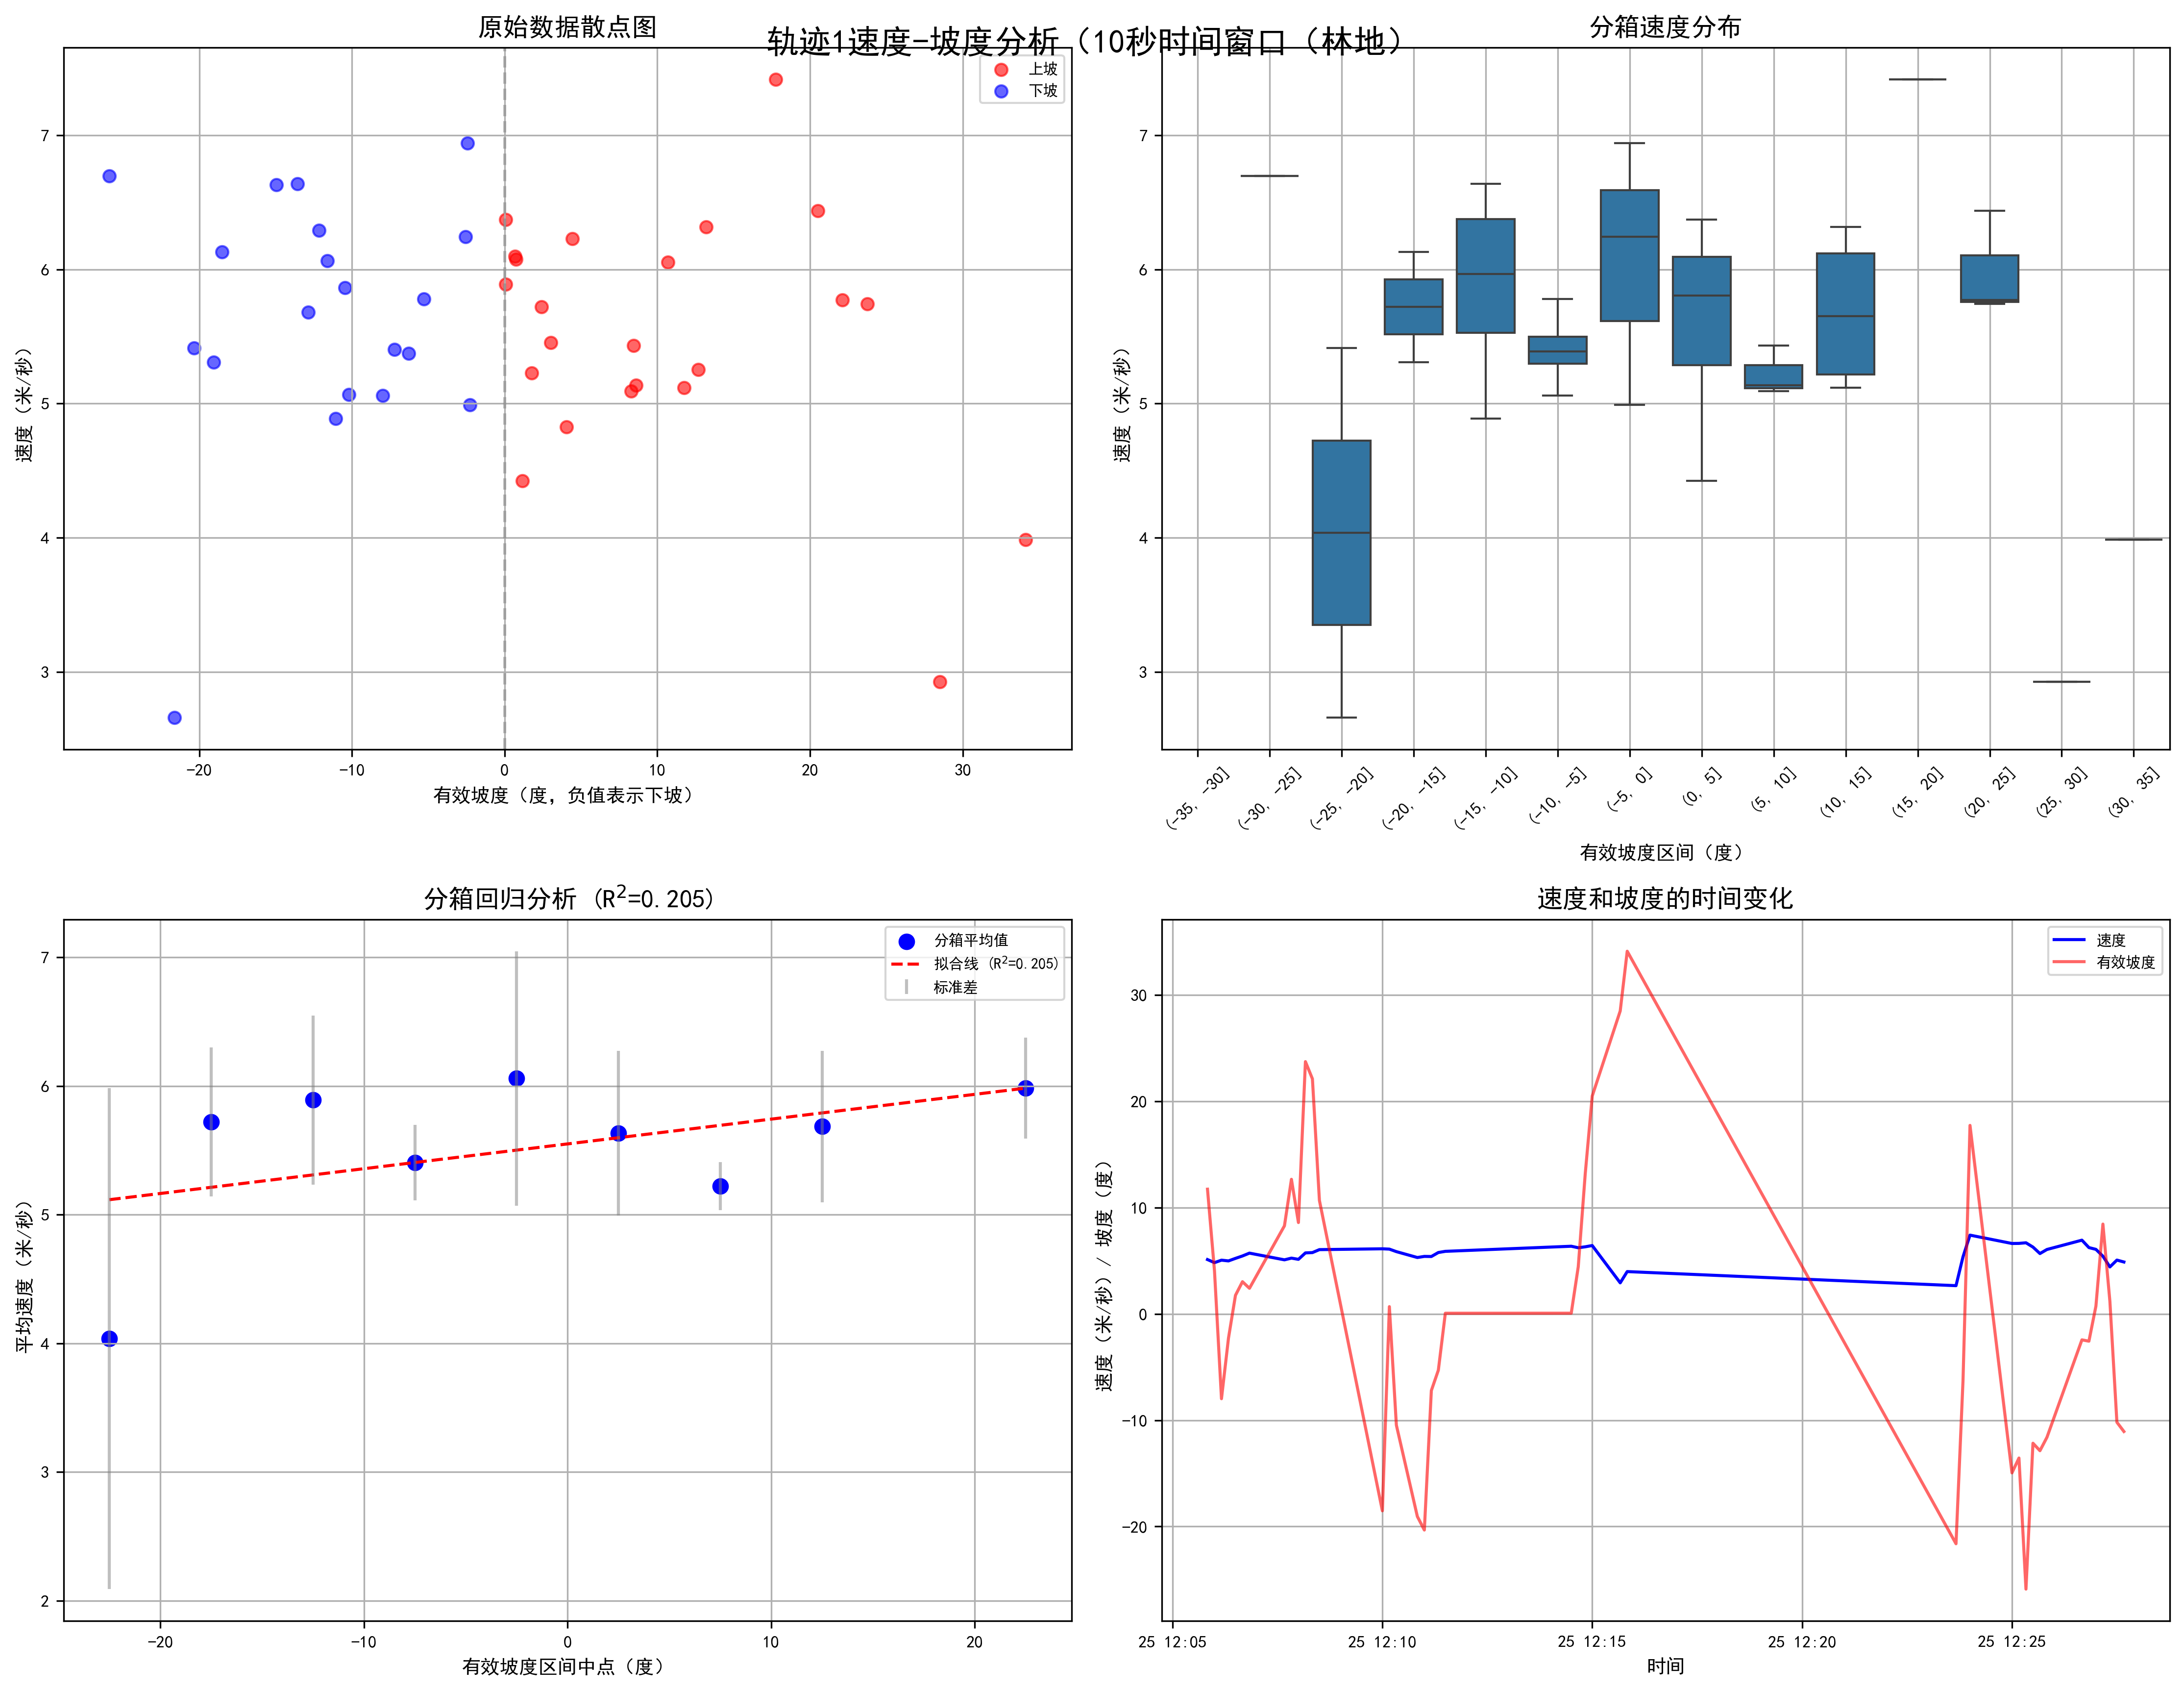 轨迹1速度-坡度分析（10秒时间窗口（林地）
原始数据散点图
上坡
下坡
速度（米/秒）
7
6
5
4
3
−20
−10
0
10
20
30
有效坡度（度，负值表示下坡）
分箱速度分布
速度（米/秒）
7
6
5
4
3
(-35, -30]
(-30, -25]
(-25, -20]
(-20, -15]
(-15, -10]
(-10, -5]
(-5, 0]
(0, 5]
(5, 10]
(10, 15]
(15, 20]
(20, 25]
(25, 30]
(30, 35]
有效坡度区间（度）
分箱回归分析 (R²=0.205)
分箱平均值
拟合线 (R²=0.205)
标准差
平均速度（米/秒）
7
6
5
4
3
2
−20
−10
0
10
20
有效坡度区间中点（度）
速度和坡度的时间变化
速度
有效坡度
速度（米/秒）/ 坡度（度）
30
20
10
0
−10
−20
25 12:05
25 12:10
25 12:15
25 12:20
25 12:25
时间